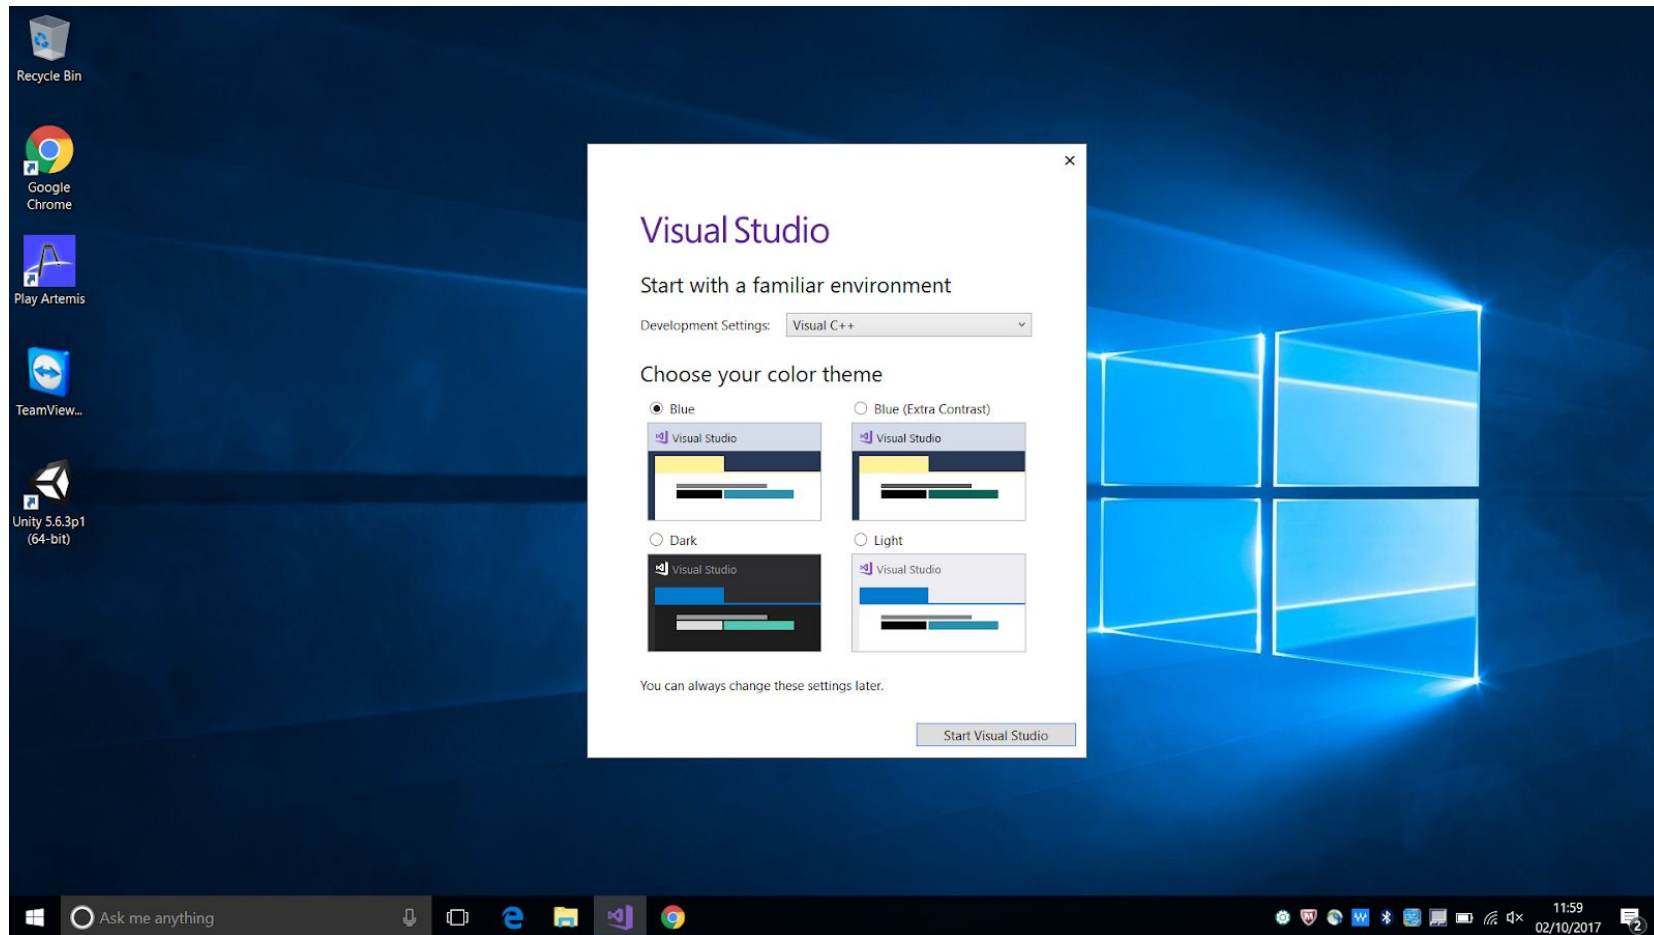 Recycle Bin
Google
Chrome
Play Artemis
TeamView...
Unity 5.6.3p1
(64-bit)
Visual Studio
Start with a familiar environment
Development Settings: Visual C++
Choose your color theme
Blue
Blue (Extra Contrast)
Visual Studio
Visual Studio
Dark
Light
Visual Studio
Visual Studio
You can always change these settings later.
Start Visual Studio
Ask me anything
11:59
02/10/2017
2